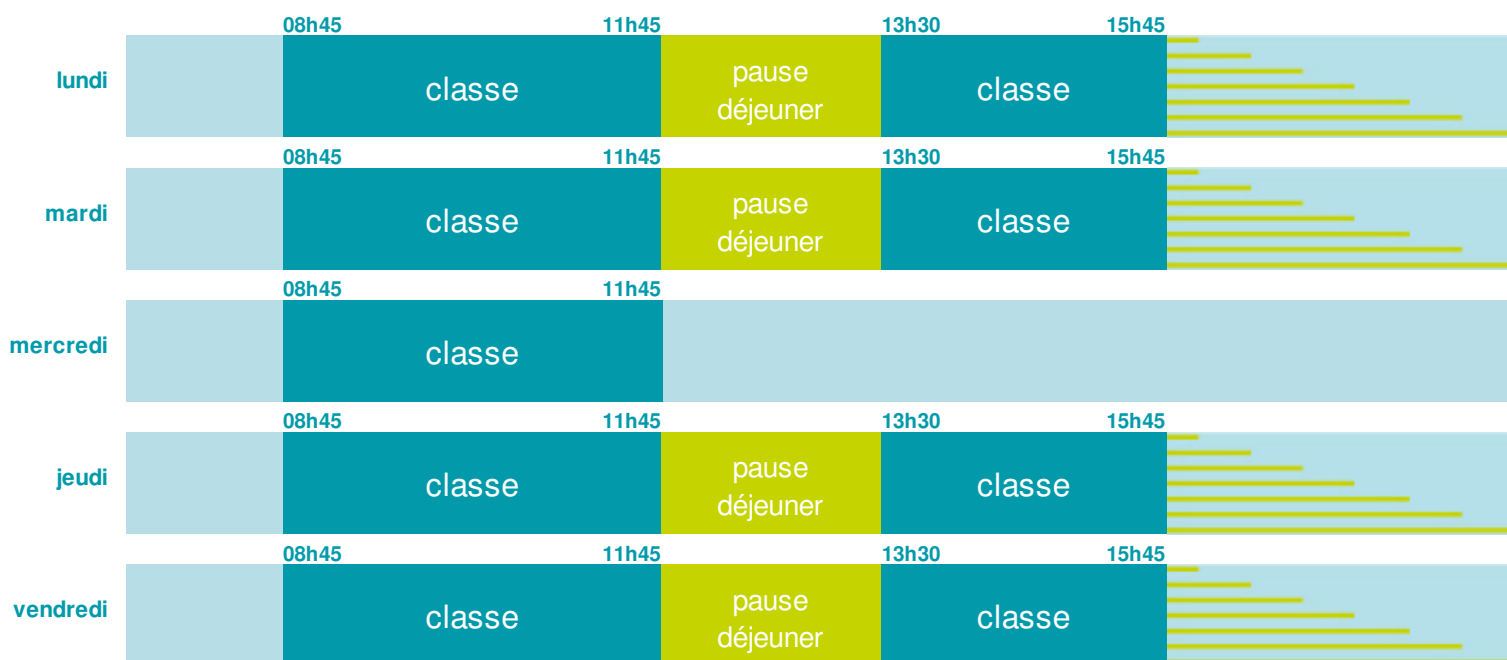 08h45 11h45 13h30 15h45
lundi classe pause déjeuner classe
08h45 11h45 13h30 15h45
mardi classe pause déjeuner classe
08h45 11h45
mercredi classe
08h45 11h45 13h30 15h45
jeudi classe pause déjeuner classe
08h45 11h45 13h30 15h45
vendredi classe pause déjeuner classe